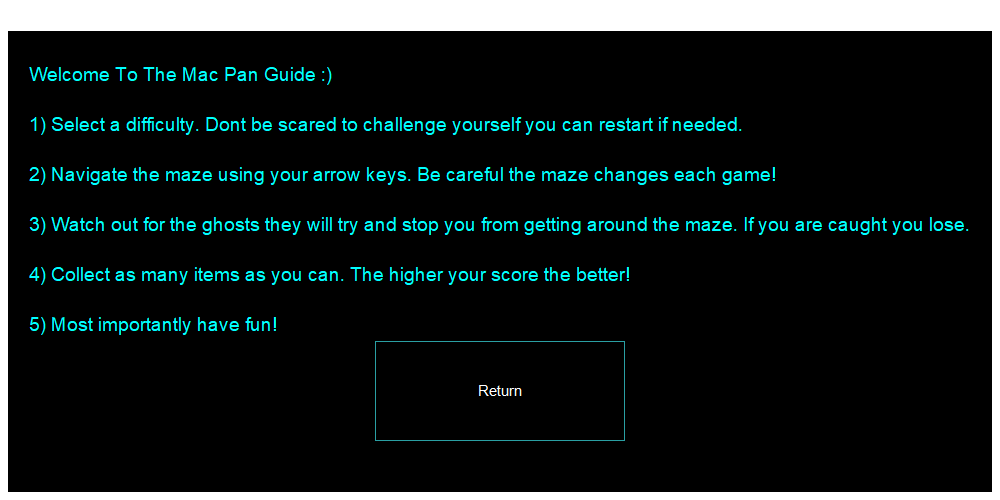 Welcome To The Mac Pan Guide :)
1) Select a difficulty. Dont be scared to challenge yourself you can restart if needed.
2) Navigate the maze using your arrow keys. Be careful the maze changes each game!
3) Watch out for the ghosts they will try and stop you from getting around the maze. If you are caught you lose.
4) Collect as many items as you can. The higher your score the better!
5) Most importantly have fun!
Return